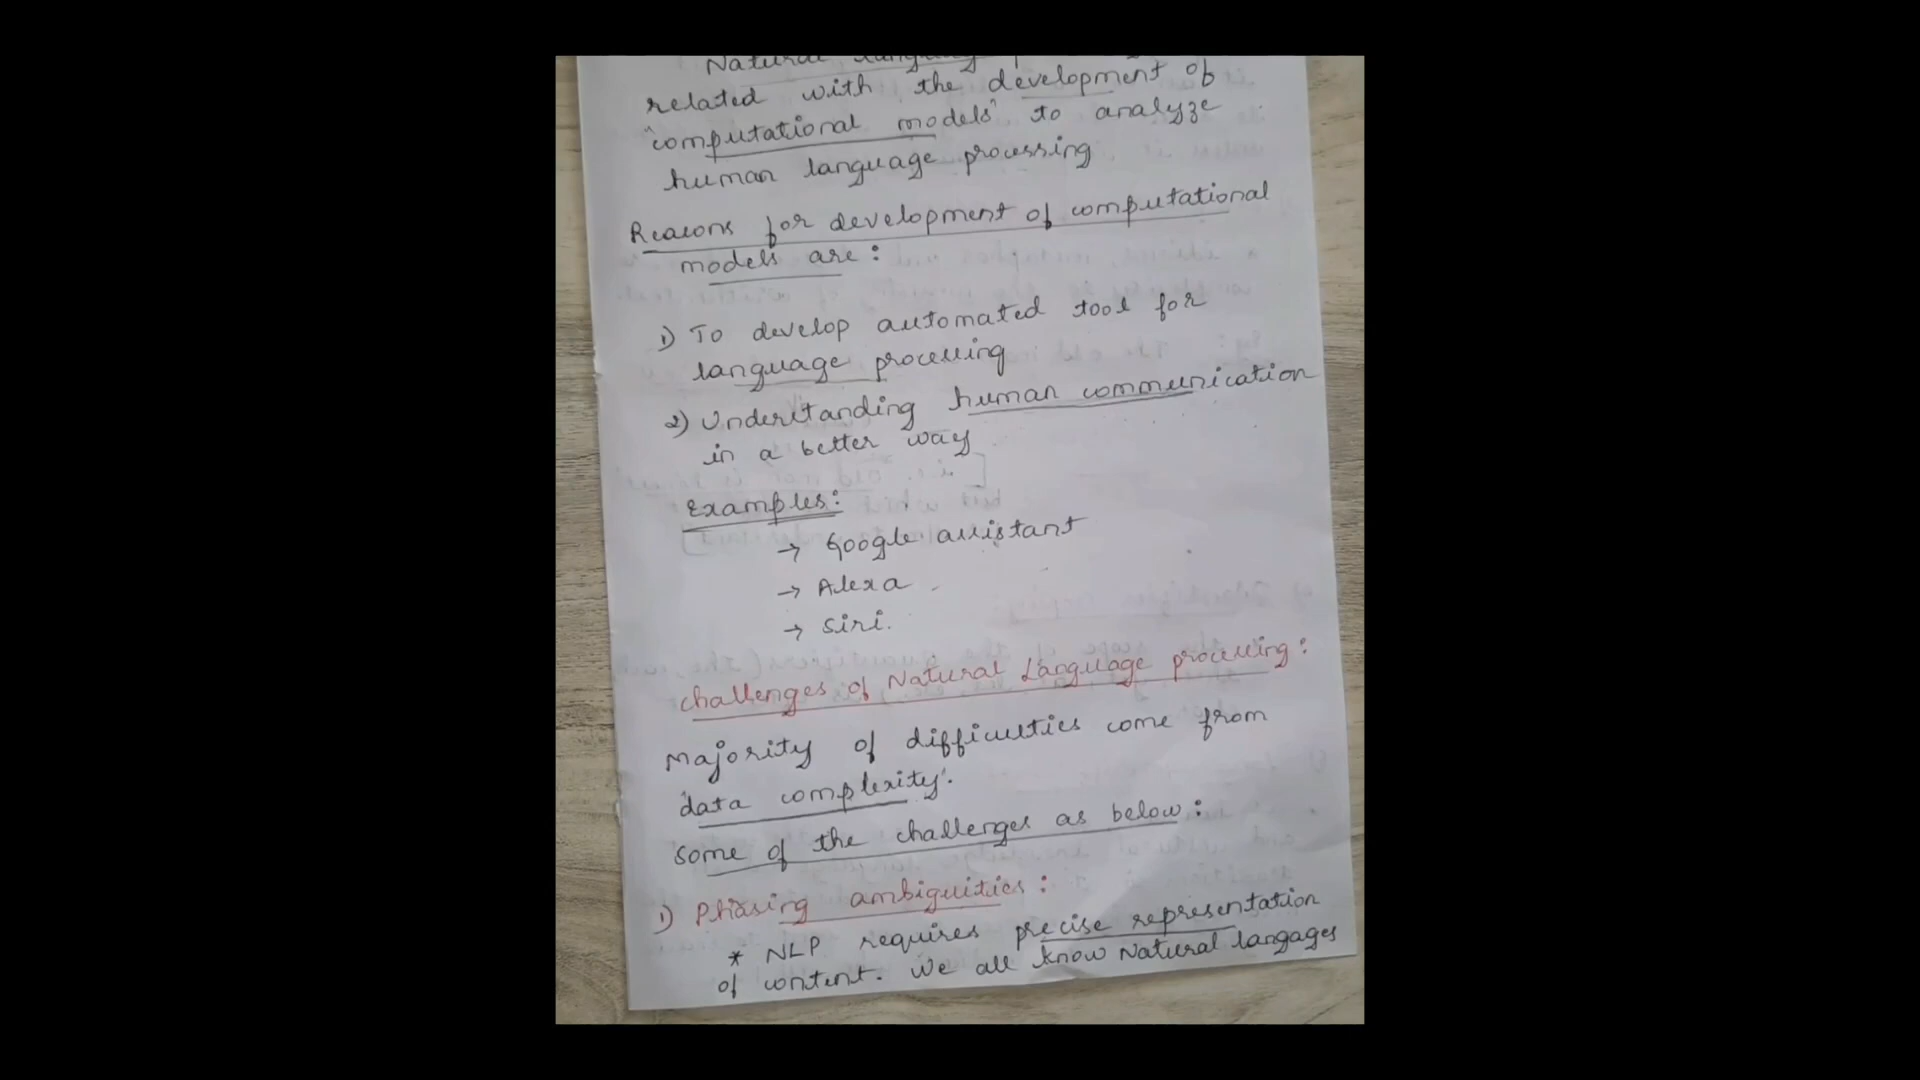 Natural Language
related with the development of
"computational models" to analyze
human language processing
Reasons for development of computational
models are :
1) To develop automated tool for
language processing
2) Understanding human communication
in a better way
Examples:
→ Google assistant
→ Alexa
→ Siri.
Challenges of Natural Language processing :
Majority of difficulties come from
data complexity.
Some of the challenges as below :
1) Phasing ambiguities :
* NLP requires precise representation
of content. We all know Natural langages